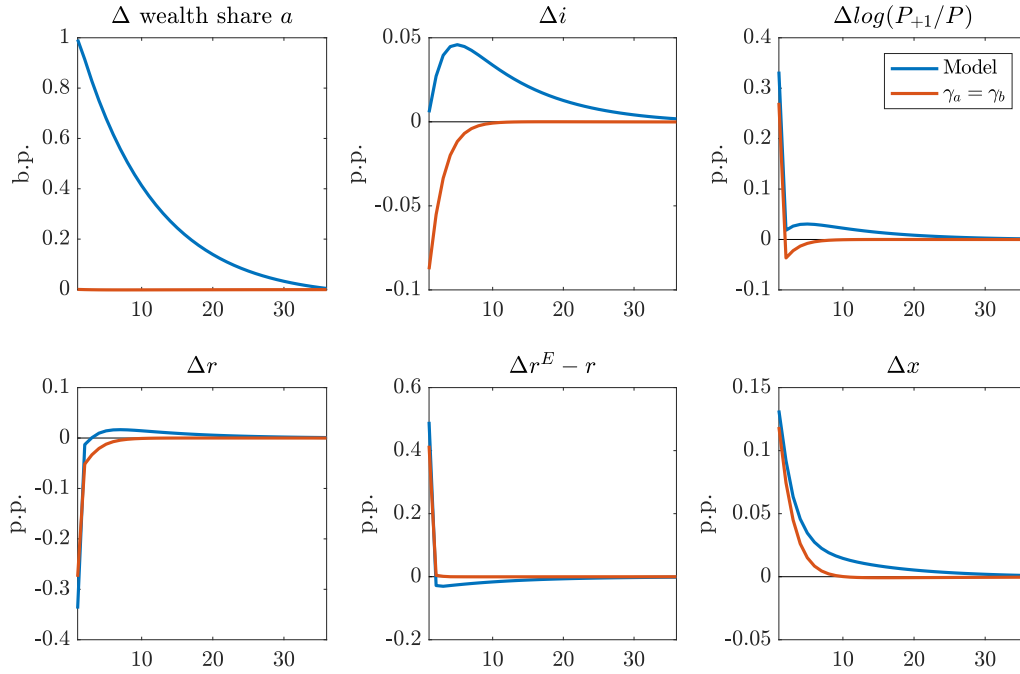 Δ wealth share a
b.p.
1
0.8
0.6
0.4
0.2
0
10 20 30
Δi
p.p.
0.05
0
-0.05
-0.1
10 20 30
Δlog(P₊₁/P)
p.p.
0.4
0.3
0.2
0.1
0
-0.1
10 20 30
Model
γₐ = γ_b
Δr
p.p.
0.1
0
-0.1
-0.2
-0.3
-0.4
10 20 30
Δr^E − r
p.p.
0.6
0.4
0.2
0
-0.2
10 20 30
Δx
p.p.
0.15
0.1
0.05
0
-0.05
10 20 30